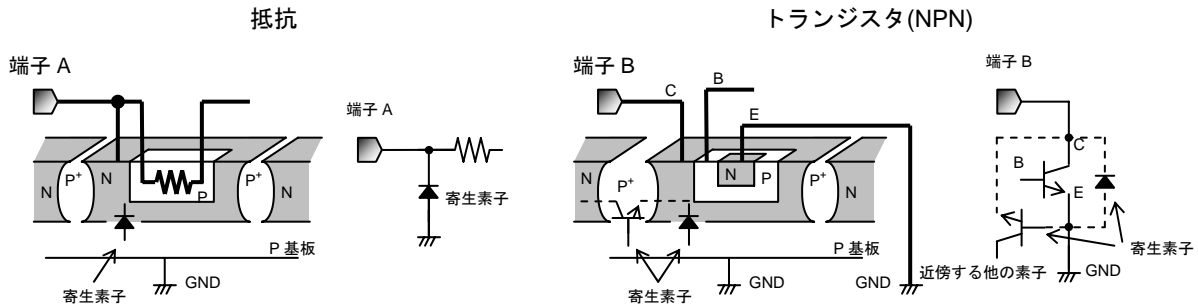 抵抗
トランジスタ(NPN)
端子 A
N
P+
N
P
P+
N
P 基板
寄生素子
GND
端子 A
寄生素子
端子 B
C
B
E
N
P+
N
N
P
P+
N
P 基板
寄生素子
GND
GND
端子 B
C
B
E
寄生素子
近傍する他の素子
GND